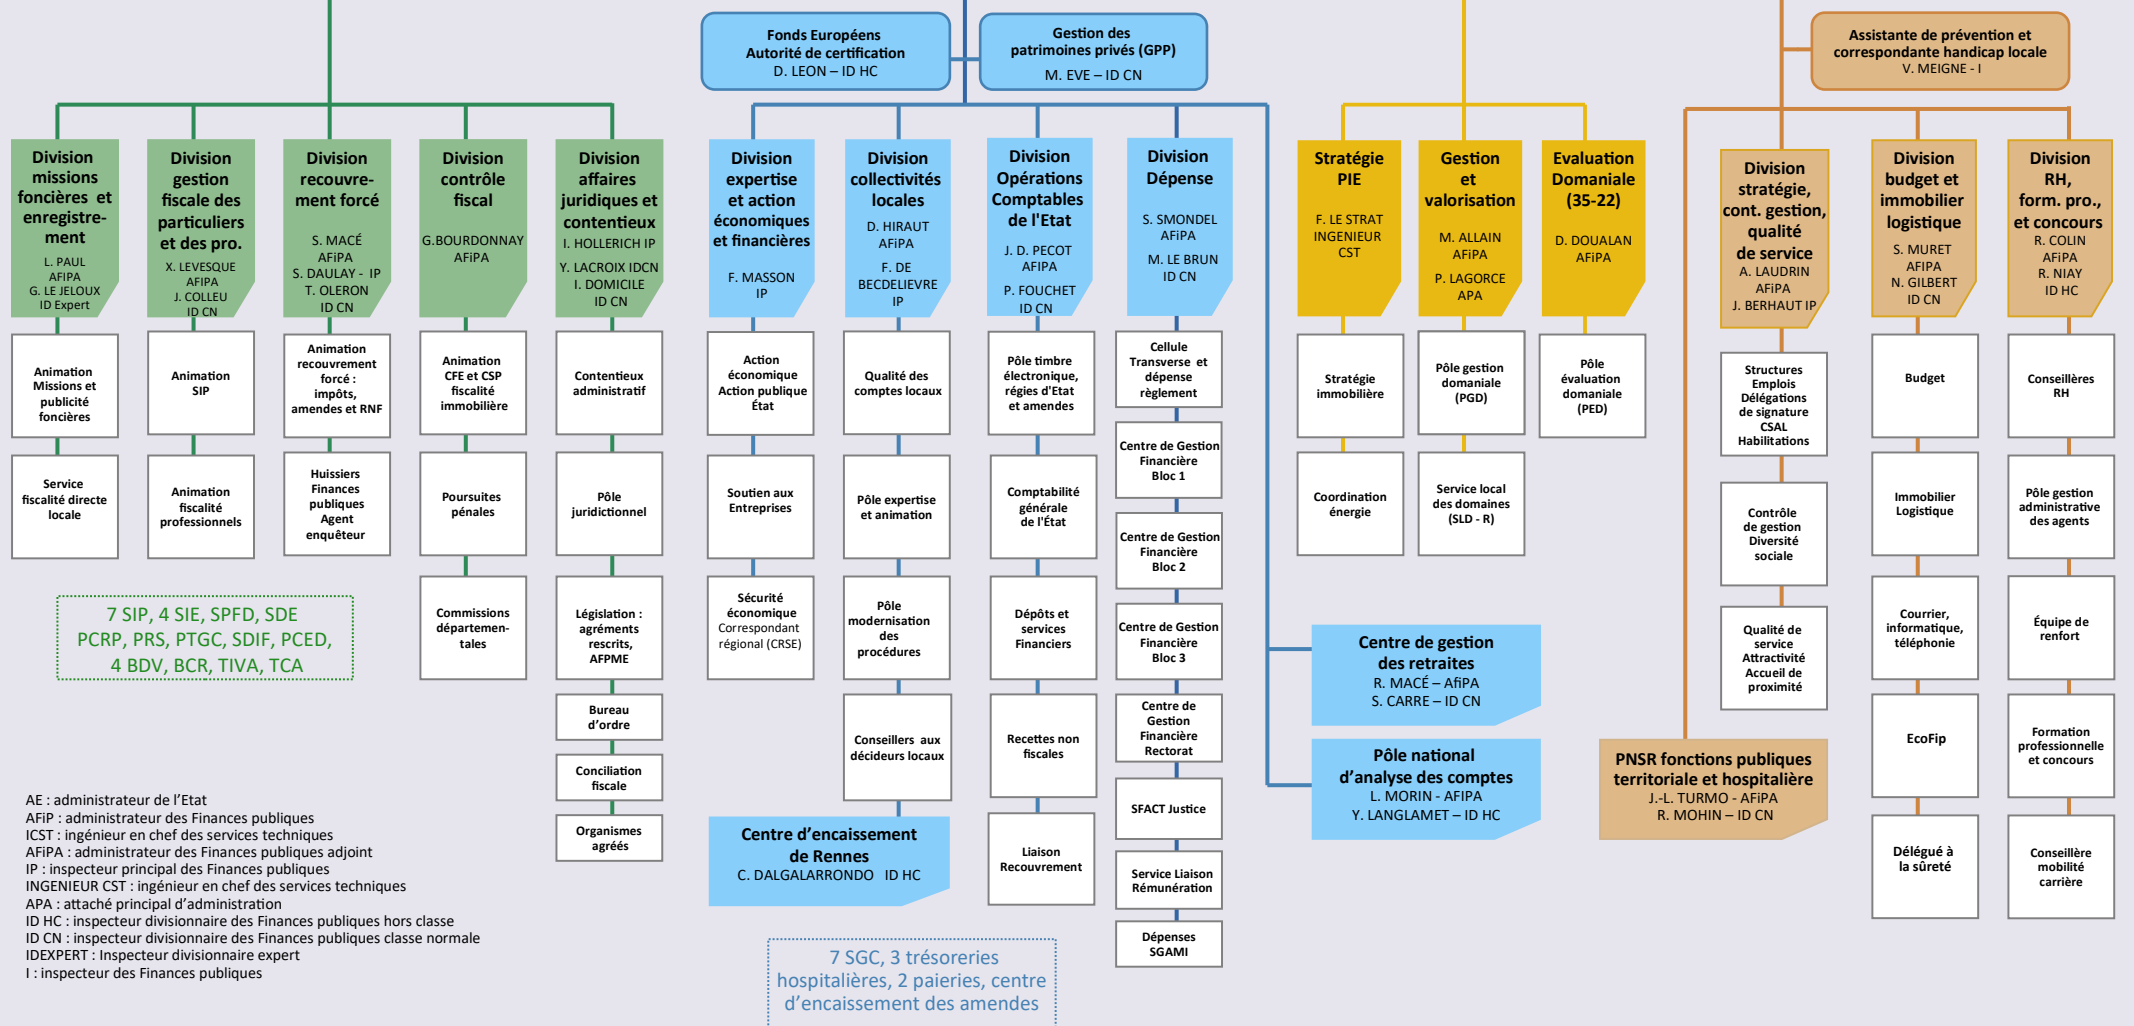 Fonds Européens
Autorité de certification
D. LEON – ID HC
Gestion des
patrimoines privés (GPP)
M. EVE – ID CN
Assistante de prévention et
correspondante handicap locale
V. MEIGNE - I
Division
missions
foncières et
enregistre-
ment
L. PAUL
AFIPA
G. LE JELOUX
ID Expert
Animation
Missions et
publicité
foncières
Service
fiscalité directe
locale
Division
gestion
fiscale des
particuliers
et des pro.
X. LEVESQUE
AFIPA
J. COLLEU
ID CN
Animation
SIP
Animation
fiscalité
professionnels
Division
recouvre-
ment forcé
S. MACÉ
AFiPA
S. DAULAY - IP
T. OLERON
ID CN
Animation
recouvrement
forcé :
impôts,
amendes et RNF
Huissiers
Finances
publiques
Agent
enquêteur
Division
contrôle
fiscal
G.BOURDONNAY
AFiPA
Animation
CFE et CSP
fiscalité
immobilière
Poursuites
pénales
Commissions
départemen-
tales
Division
affaires
juridiques et
contentieux
I. HOLLERICH IP
Y. LACROIX IDCN
I. DOMICILE
ID CN
Contentieux
administratif
Pôle
juridictionnel
Législation :
agréments
rescrits,
AFPME
Bureau
d’ordre
Conciliation
fiscale
Organismes
agréés
7 SIP, 4 SIE, SPFD, SDE
PCRP, PRS, PTGC, SDIF, PCED,
4 BDV, BCR, TIVA, TCA
Division
expertise
et action
économiques
et financières
F. MASSON
IP
Action
économique
Action publique
État
Soutien aux
Entreprises
Sécurité
économique
Correspondant
régional (CRSE)
Division
collectivités
locales
D. HIRAUT
AFiPA
F. DE
BECDELIEVRE
IP
Qualité des
comptes locaux
Pôle expertise
et animation
Pôle
modernisation
des
procédures
Conseillers aux
décideurs locaux
Centre d’encaissement
de Rennes
C. DALGALARRONDO ID HC
Division
Opérations
Comptables
de l'Etat
J. D. PECOT
AFIPA
P. FOUCHET
ID CN
Pôle timbre
électronique,
régies d'Etat
et amendes
Comptabilité
générale
de l'État
Dépôts et
services
Financiers
Recettes non
fiscales
Liaison
Recouvrement
Division
Dépense
S. SMONDEL
AFiPA
M. LE BRUN
ID CN
Cellule
Transverse et
dépense
règlement
Centre de Gestion
Financière
Bloc 1
Centre de Gestion
Financière
Bloc 2
Centre de Gestion
Financière
Bloc 3
Centre de
Gestion
Financière
Rectorat
SFACT Justice
Service Liaison
Rémunération
Dépenses
SGAMI
7 SGC, 3 trésoreries
hospitalières, 2 paieries, centre
d’encaissement des amendes
Centre de gestion
des retraites
R. MACÉ – AfiPA
S. CARRE – ID CN
Pôle national
d’analyse des comptes
L. MORIN - AFIPA
Y. LANGLAMET – ID HC
Stratégie
PIE
F. LE STRAT
INGENIEUR
CST
Stratégie
immobilière
Coordination
énergie
Gestion
et
valorisation
M. ALLAIN
AFiPA
P. LAGORCE
APA
Pôle gestion
domaniale
(PGD)
Service local
des domaines
(SLD - R)
Evaluation
Domaniale
(35-22)
D. DOUALAN
AFiPA
Pôle
évaluation
domaniale
(PED)
Division
stratégie,
cont. gestion,
qualité
de service
A. LAUDRIN
AFiPA
J. BERHAUT IP
Structures
Emplois
Délégations
de signature
CSAL
Habilitations
Contrôle
de gestion
Diversité
sociale
Qualité de
service
Attractivité
Accueil de
proximité
PNSR fonctions publiques
territoriale et hospitalière
J.-L. TURMO - AFiPA
R. MOHIN – ID CN
Division
budget et
immobilier
logistique
S. MURET
AFIPA
N. GILBERT
ID CN
Budget
Immobilier
Logistique
Courrier,
informatique,
téléphonie
EcoFip
Délégué à
la sûreté
Division
RH,
form. pro.,
et concours
R. COLIN
AFiPA
R. NIAY
ID HC
Conseillères
RH
Pôle gestion
administrative
des agents
Équipe de
renfort
Formation
professionnelle
et concours
Conseillère
mobilité
carrière
AE : administrateur de l’Etat
AFiP : administrateur des Finances publiques
ICST : ingénieur en chef des services techniques
AFiPA : administrateur des Finances publiques adjoint
IP : inspecteur principal des Finances publiques
INGENIEUR CST : ingénieur en chef des services techniques
APA : attaché principal d’administration
ID HC : inspecteur divisionnaire des Finances publiques hors classe
ID CN : inspecteur divisionnaire des Finances publiques classe normale
IDEXPERT : Inspecteur divisionnaire expert
I : inspecteur des Finances publiques